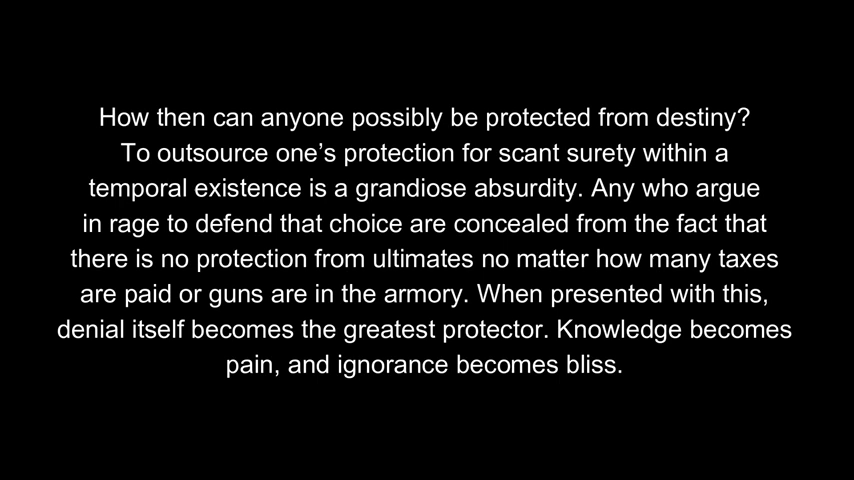 How then can anyone possibly be protected from destiny?
To outsource one’s protection for scant surety within a
temporal existence is a grandiose absurdity. Any who argue
in rage to defend that choice are concealed from the fact that
there is no protection from ultimates no matter how many taxes
are paid or guns are in the armory. When presented with this,
denial itself becomes the greatest protector. Knowledge becomes
pain, and ignorance becomes bliss.